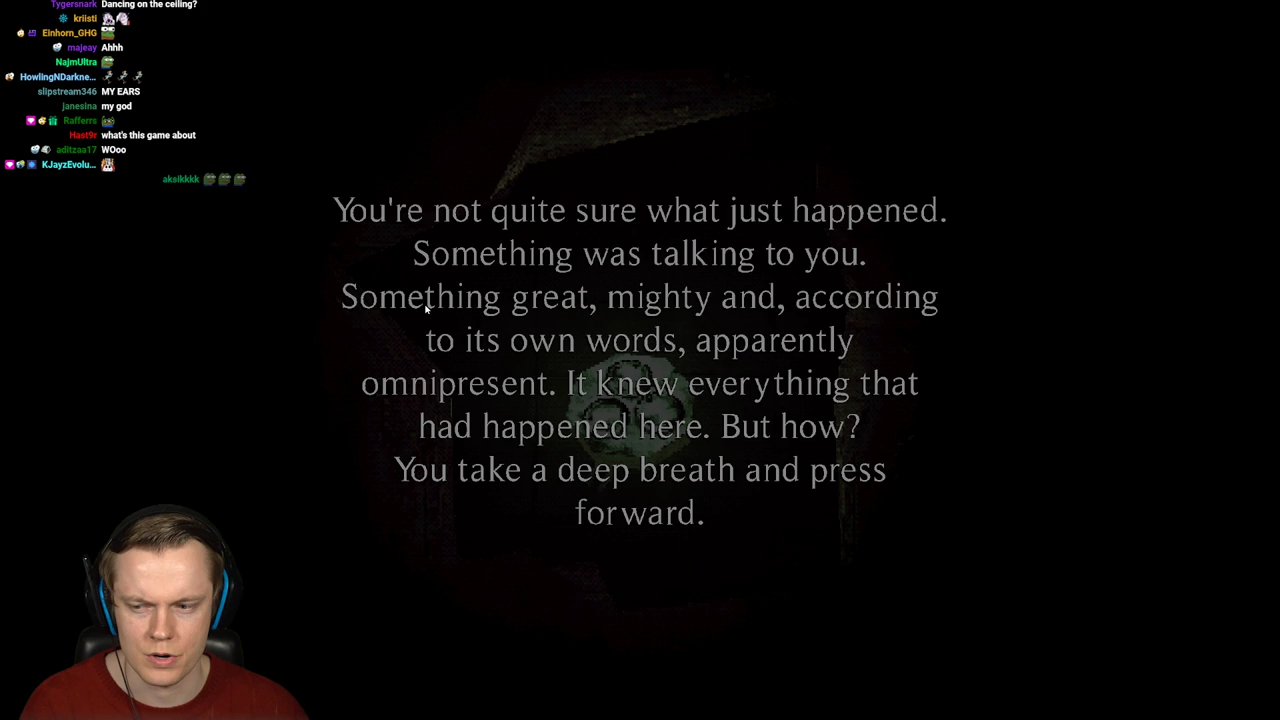 Tygersnark Dancing on the ceiling?
kriisti
Einhorn_GHG
majeay Ahhh
NajmUltra
HowlingNDarkne...
slipstream346 MY EARS
janesina my god
Rafferrs
Hast9r what's this game about
aditzaa17 WOoo
KJayzEvolu...
aksikkkk
You're not quite sure what just happened.
Something was talking to you.
Something great, mighty and, according
to its own words, apparently
omnipresent. It knew everything that
had happened here. But how?
You take a deep breath and press
forward.